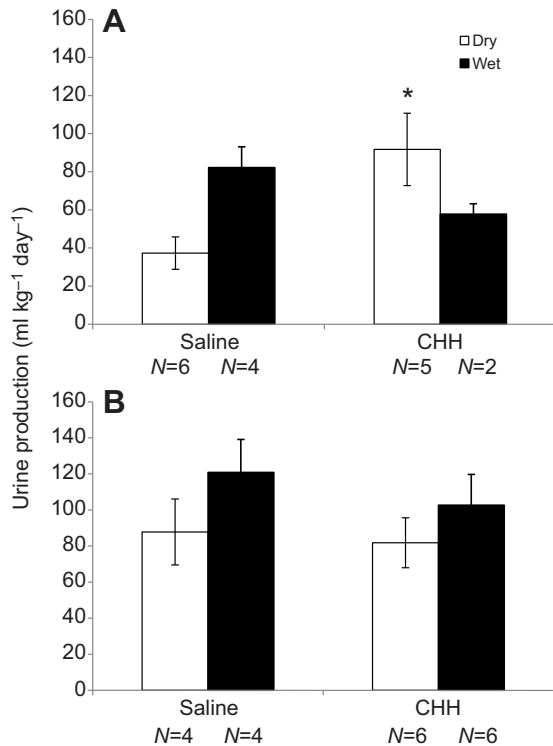 A
160
140
120
100
80
60
40
20
0
Dry
Wet
*
Saline
CHH
N=6 N=4
N=5 N=2
Urine production (ml kg⁻¹ day⁻¹)
B
160
140
120
100
80
60
40
20
0
Saline
CHH
N=4 N=4
N=6 N=6